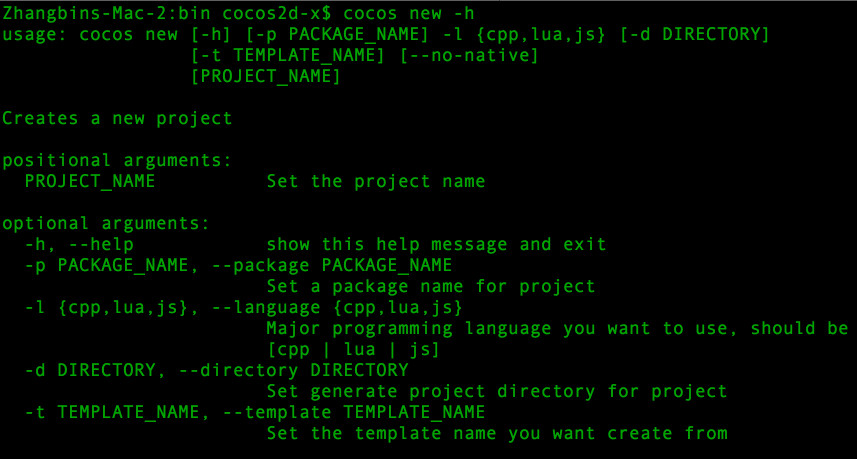 Zhangbins-Mac-2:bin cocos2d-x$ cocos new -h
usage: cocos new [-h] [-p PACKAGE_NAME] -l {cpp,lua,js} [-d DIRECTORY]
                 [-t TEMPLATE_NAME] [--no-native]
                 [PROJECT_NAME]

Creates a new project

positional arguments:
  PROJECT_NAME          Set the project name

optional arguments:
  -h, --help            show this help message and exit
  -p PACKAGE_NAME, --package PACKAGE_NAME
                        Set a package name for project
  -l {cpp,lua,js}, --language {cpp,lua,js}
                        Major programming language you want to use, should be
                        [cpp | lua | js]
  -d DIRECTORY, --directory DIRECTORY
                        Set generate project directory for project
  -t TEMPLATE_NAME, --template TEMPLATE_NAME
                        Set the template name you want create from